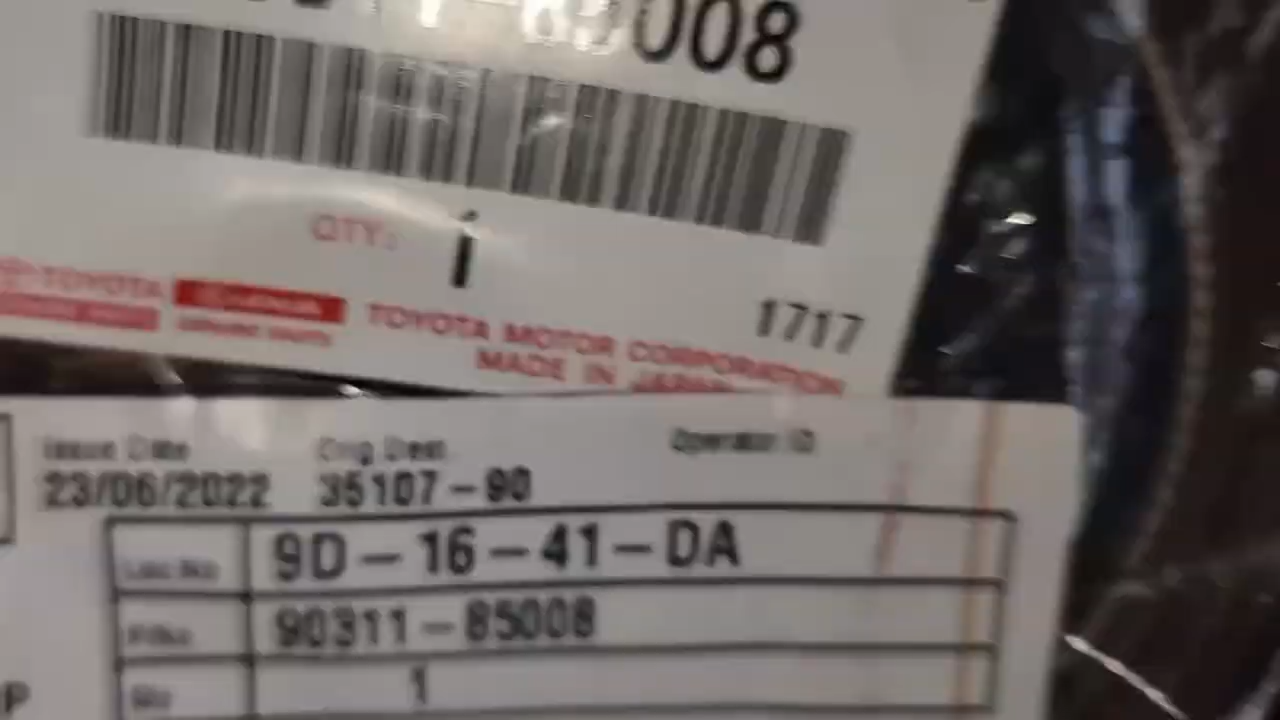 008
QTY: 1
1717
TOYOTA
TOYOTA MOTOR CORPORATION
MADE IN JAPAN
Issue Date Orig Dest Operator ID
23/06/2022 35107-90
9D-16-41-DA
90311-85008
1
P